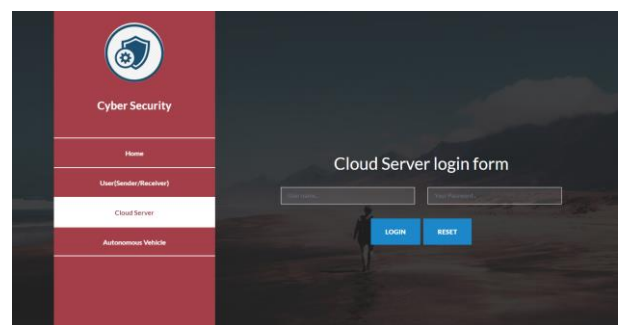 Cyber Security
Home
User(Sender/Receiver)
Cloud Server
Autonomous Vehicle
Cloud Server login form
User name...
Your Password...
LOGIN
RESET